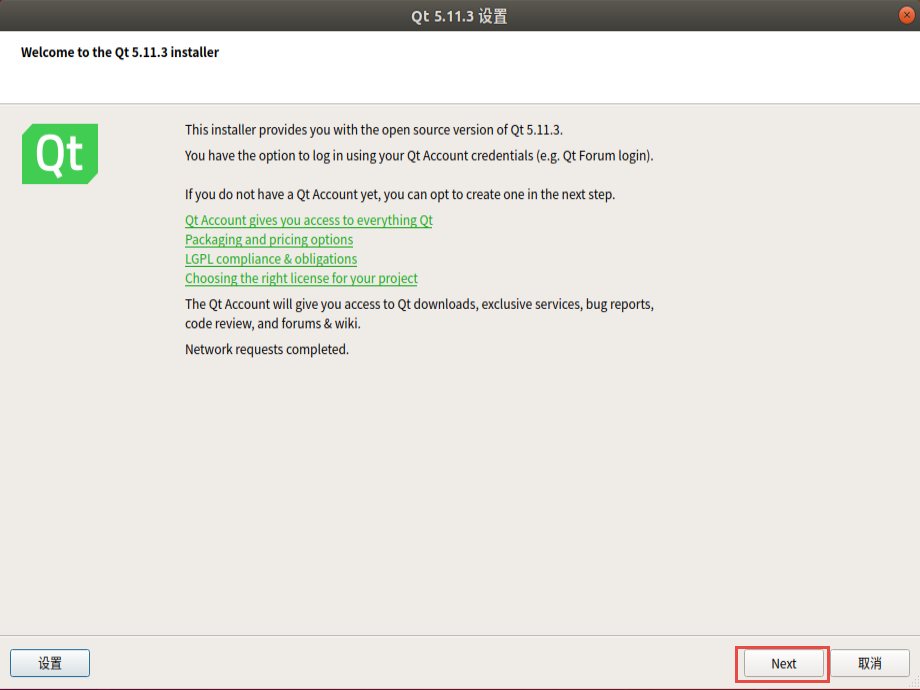 Qt 5.11.3 设置
Welcome to the Qt 5.11.3 installer
Qt
This installer provides you with the open source version of Qt 5.11.3.
You have the option to log in using your Qt Account credentials (e.g. Qt Forum login).
If you do not have a Qt Account yet, you can opt to create one in the next step.
Qt Account gives you access to everything Qt
Packaging and pricing options
LGPL compliance & obligations
Choosing the right license for your project
The Qt Account will give you access to Qt downloads, exclusive services, bug reports,
code review, and forums & wiki.
Network requests completed.
设置
Next
取消